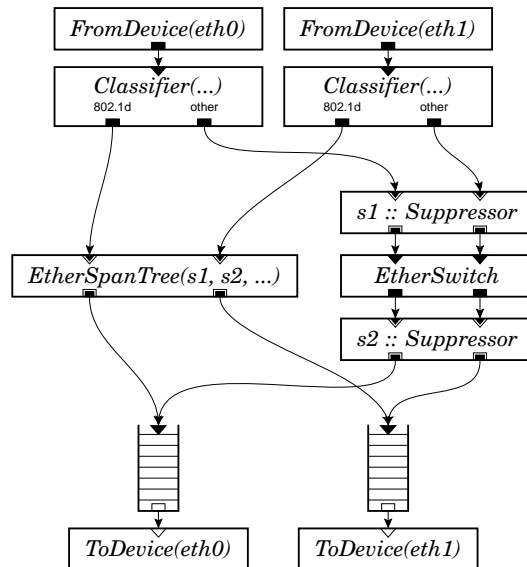 FromDevice(eth0)
FromDevice(eth1)
Classifier(...)
802.1d other
Classifier(...)
802.1d other
s1 :: Suppressor
EtherSpanTree(s1, s2, ...)
EtherSwitch
s2 :: Suppressor
ToDevice(eth0)
ToDevice(eth1)